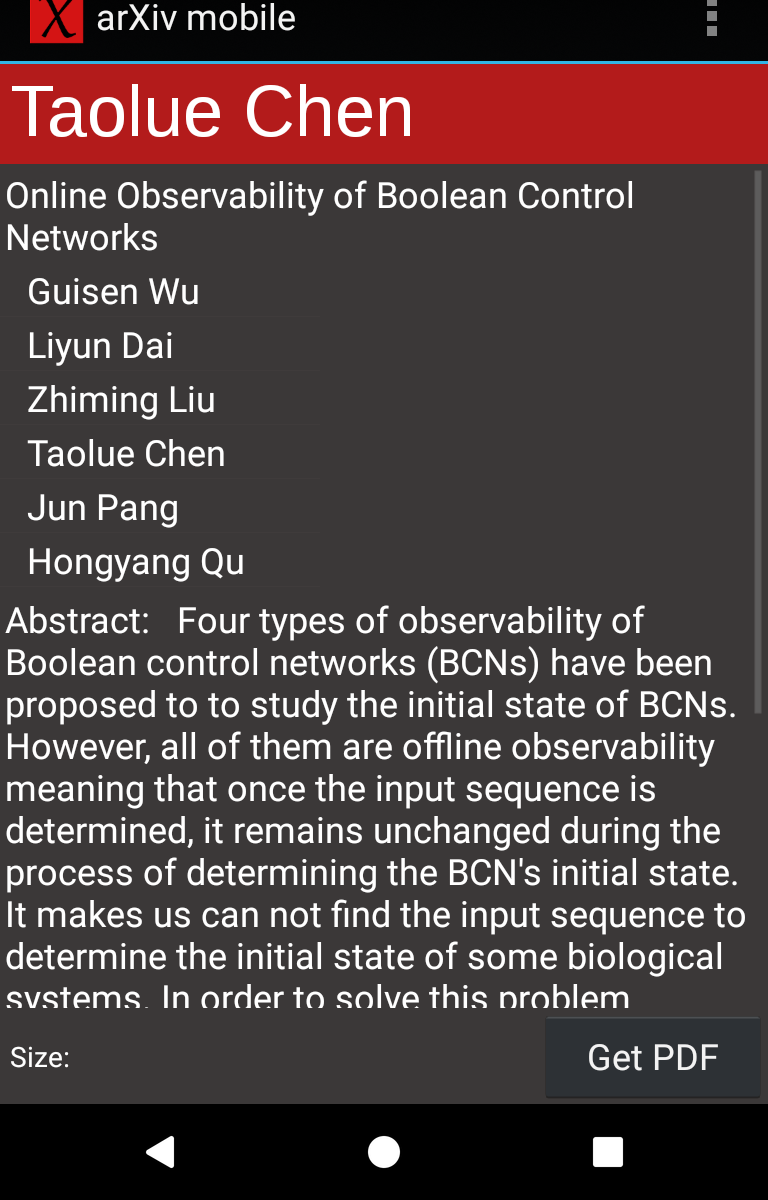 arXiv mobile
Taolue Chen
Online Observability of Boolean Control
Networks
Guisen Wu
Liyun Dai
Zhiming Liu
Taolue Chen
Jun Pang
Hongyang Qu
Abstract: Four types of observability of
Boolean control networks (BCNs) have been
proposed to to study the initial state of BCNs.
However, all of them are offline observability
meaning that once the input sequence is
determined, it remains unchanged during the
process of determining the BCN's initial state.
It makes us can not find the input sequence to
determine the initial state of some biological
systems. In order to solve this problem
Size:
Get PDF